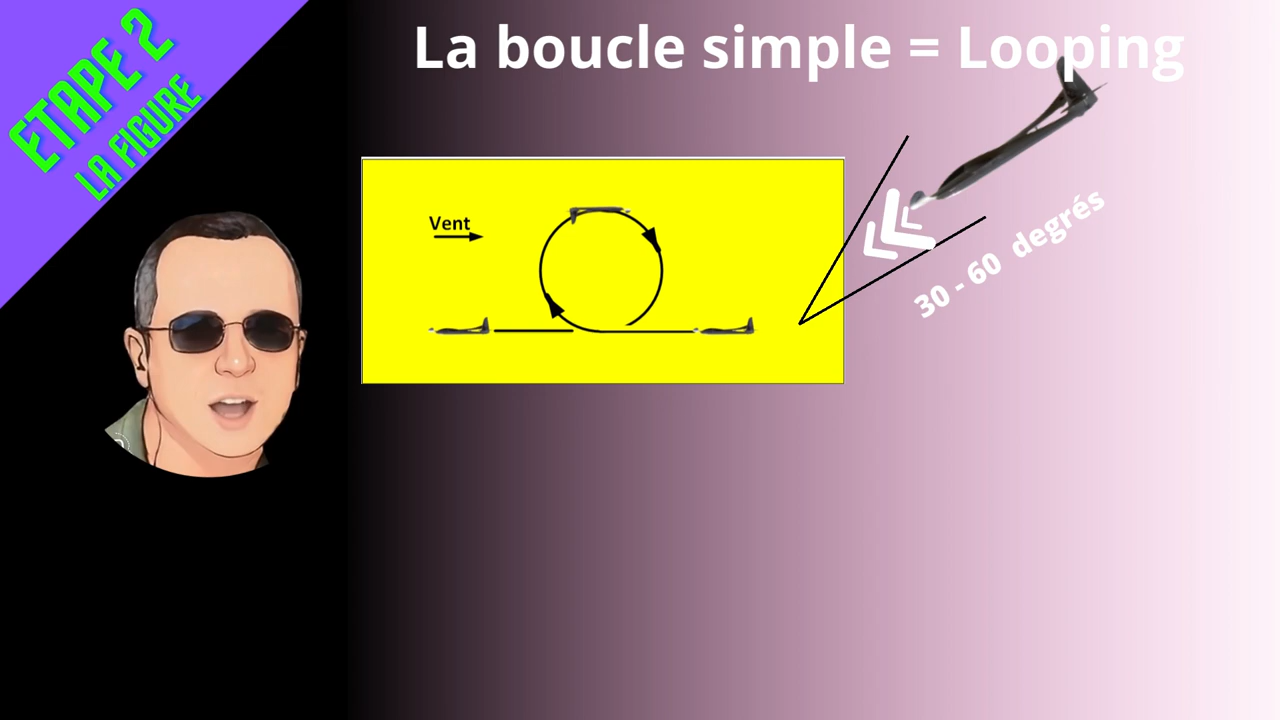 ETAPE 2
LA FIGURE
La boucle simple = Looping
Vent
30 - 60 degrés